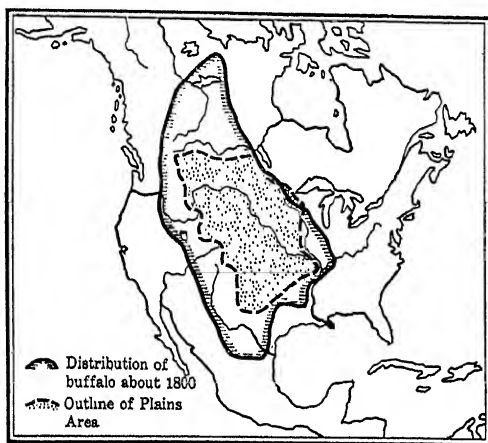 Distribution of
buffalo about 1800
Outline of Plains
Area